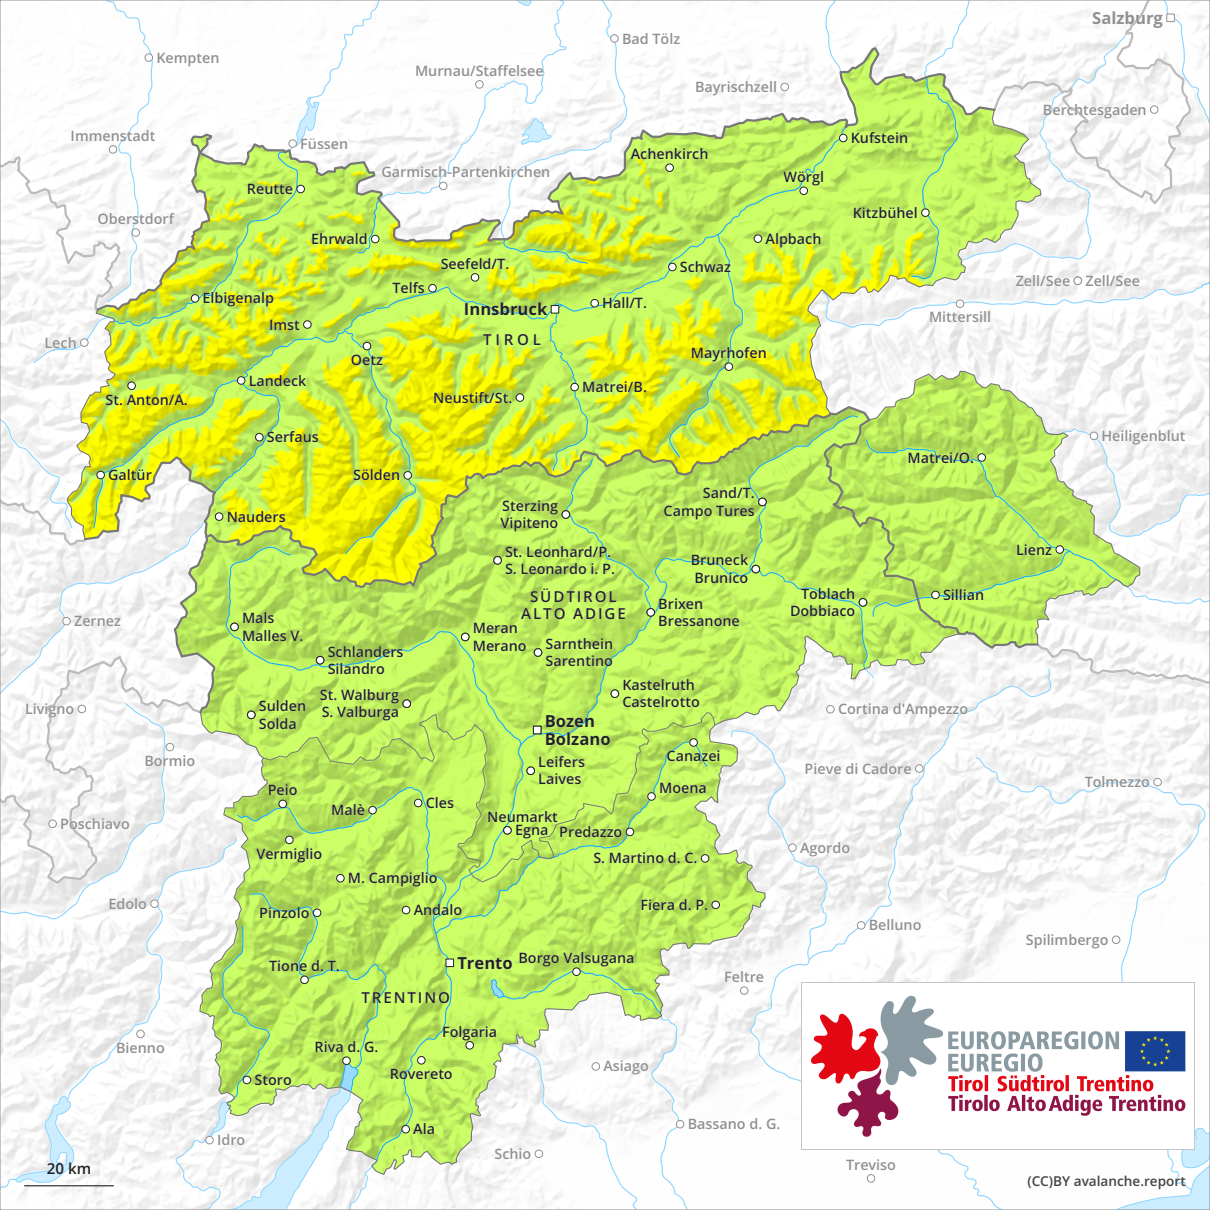 Salzburg
Kempten
Bad Tölz
Murnau/Staffelsee
Bayrischzell
Berchtesgaden
Immenstadt
Füssen
Kufstein
Achenkirch
Garmisch-Partenkirchen
Wörgl
Reutte
Oberstdorf
Kitzbühel
Ehrwald
Alpbach
Seefeld/T.
Schwaz
Zell/See
Zell/See
Telfs
Elbigenalp
Innsbruck
Hall/T.
Mittersill
Imst
TIROL
Lech
Oetz
Mayrhofen
Landeck
Matrei/B.
St. Anton/A.
Neustift/St.
Serfaus
Heiligenblut
Matrei/O.
Galtür
Sölden
Sand/T.
Campo Tures
Sterzing
Vipiteno
Nauders
Lienz
St. Leonhard/P.
S. Leonardo i. P.
Bruneck
Brunico
SÜDTIROL
ALTO ADIGE
Toblach
Dobbiaco
Sillian
Brixen
Bressanone
Zernez
Mals
Malles V.
Meran
Merano
Sarnthein
Sarentino
Schlanders
Silandro
Kastelruth
Castelrotto
St. Walburg
S. Valburga
Livigno
Sulden
Solda
Cortina d'Ampezzo
Bozen
Bolzano
Bormio
Canazei
Leifers
Laives
Pieve di Cadore
Tolmezzo
Peio
Moena
Malè
Cles
Neumarkt
Egna
Poschiavo
Predazzo
Vermiglio
Agordo
S. Martino d. C.
M. Campiglio
Edolo
Fiera d. P.
Pinzolo
Andalo
Belluno
Spilimbergo
Trento
Borgo Valsugana
Tione d. T.
Feltre
TRENTINO
Folgaria
Bienno
Riva d. G.
Rovereto
Asiago
Storo
EUROPAREGION
EUREGIO
Tirol Südtirol Trentino
Tirolo Alto Adige Trentino
Ala
Bassano d. G.
Idro
Schio
Treviso
20 km
(CC)BY avalanche.report